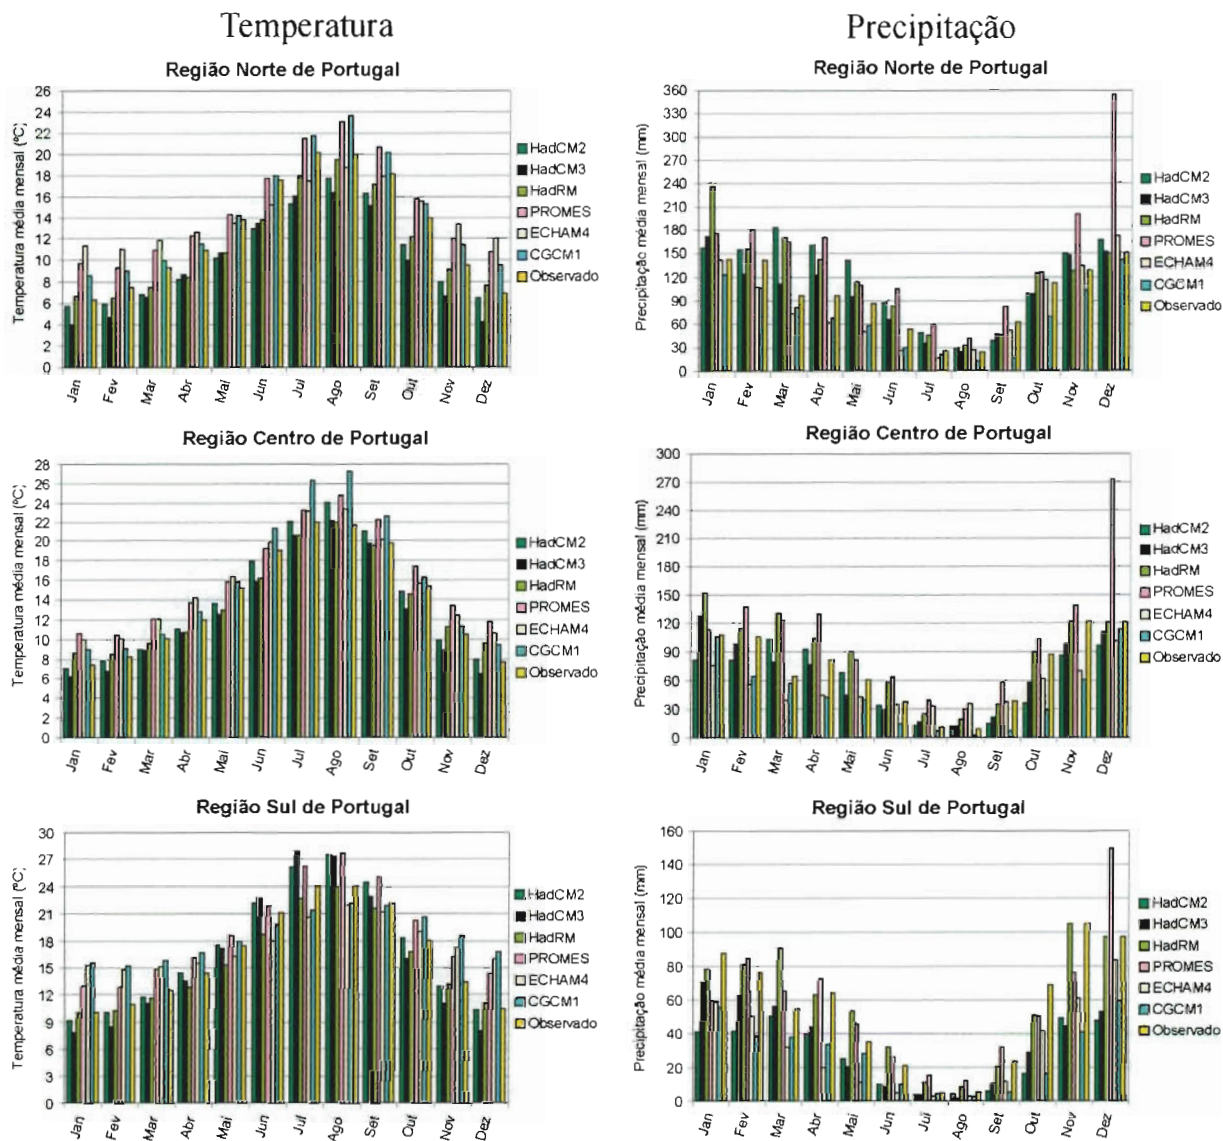 Temperatura
Precipitação
Região Norte de Portugal
Temperatura média mensal (ºC)
26
24
22
20
18
16
14
12
10
8
6
4
2
0
Jan
Fev
Mar
Abr
Mai
Jun
Jul
Ago
Set
Out
Nov
Dez
HadCM2
HadCM3
HadRM
PROMES
ECHAM4
CGCM1
Observado
Região Norte de Portugal
Precipitação média mensal (mm)
360
330
300
270
240
210
180
150
120
90
60
30
0
Jan
Fev
Mar
Abr
Mai
Jun
Jul
Ago
Set
Out
Nov
Dez
HadCM2
HadCM3
HadRM
PROMES
ECHAM4
CGCM1
Observado
Região Centro de Portugal
Temperatura média mensal (ºC)
28
26
24
22
20
18
16
14
12
10
8
6
4
2
0
Jan
Fev
Mar
Abr
Mai
Jun
Jul
Ago
Set
Out
Nov
Dez
HadCM2
HadCM3
HadRM
PROMES
ECHAM4
CGCM1
Observado
Região Centro de Portugal
Precipitação média mensal (mm)
300
270
240
210
180
150
120
90
60
30
0
Jan
Fev
Mar
Abr
Mai
Jun
Jul
Ago
Set
Out
Nov
Dez
HadCM2
HadCM3
HadRM
PROMES
ECHAM4
CGCM1
Observado
Região Sul de Portugal
Temperatura média mensal (ºC)
30
27
24
21
18
15
12
9
6
3
0
Jan
Fev
Mar
Abr
Mai
Jun
Jul
Ago
Set
Out
Nov
Dez
HadCM2
HadCM3
HadRM
PROMES
ECHAM4
CGCM1
Observado
Região Sul de Portugal
Precipitação média mensal (mm)
160
140
120
100
80
60
40
20
0
Jan
Fev
Mar
Abr
Mai
Jun
Jul
Ago
Set
Out
Nov
Dez
HadCM2
HadCM3
HadRM
PROMES
ECHAM4
CGCM1
Observado